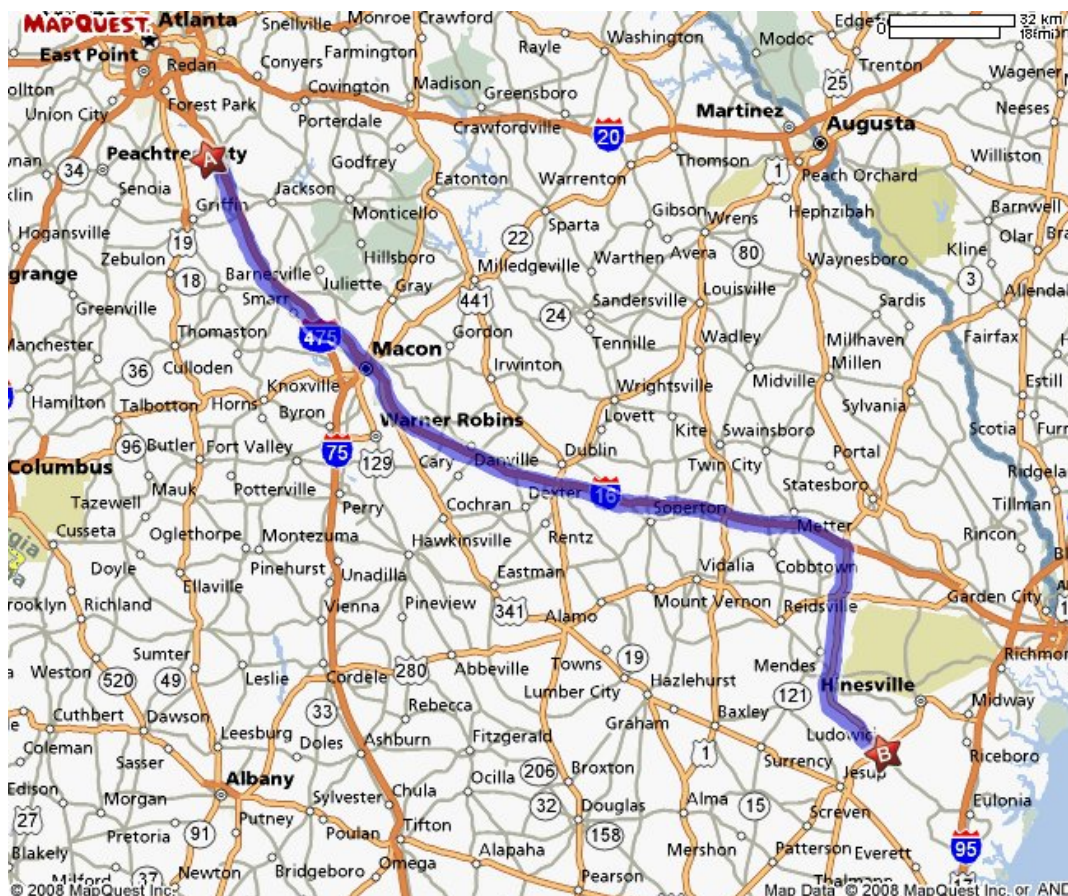 MAPQUEST.
Atlanta
East Point
Redan
Snellville
Monroe Crawford
Farmington
Conyers
Rayle
Washington
Modoc
32 km
0
Trenton
25
Wagener
Neeses
Union City
Forest Park
Covington
Porterdale
Madison
Greensboro
Crawfordville
20
Martinez
Augusta
Williston
34
Peachtree City
A
Senoia
Griffin
Jackson
Godfrey
Eatonton
Monticello
Thomson
Warrenton
1
Peach Orchard
Hephzibah
Barnwell
Hogansville
19
Zebulon
18
Barnesville
Hillsboro
Juliette
Gray
Sparta
22
Milledgeville
Gibson
Wrens
Avera
Warthen
80
Waynesboro
Kline
Olar
3
Allendale
Greenville
Smarr
441
Sandersville
Louisville
Sardis
Fairfax
Thomaston
475
Macon
Gordon
24
Tennille
Wadley
Millhaven
Millen
Manchester
36
Culloden
Knoxville
Irwinton
Wrightsville
Midville
Sylvania
Estill
Hamilton
Talbotton
Horns
Byron
Warner Robins
Lovett
Kite
Swainsboro
Scotia
96
Butler
Fort Valley
75
129
Cary
Danville
Dublin
Twin City
Portal
Columbus
Mauk
Potterville
Perry
Cochran
Dexter
16
Soperton
Statesboro
Tillman
Tazewell
Cusseta
Oglethorpe
Montezuma
Hawkinsville
Rentz
Metter
Rincon
Doyle
Pinehurst
Unadilla
Eastman
Vidalia
Cobbtown
Garden City
Richland
Ellaville
Vienna
Pineview
341
Alamo
Mount Vernon
Reidsville
Sumter
280
Abbeville
Towns
19
Mendes
Weston
520
49
Leslie
Cordele
Lumber City
Hazlehurst
121
Hinesville
Midway
Cuthbert
Dawson
33
Rebecca
Graham
Baxley
Ludowici
Coleman
Leesburg
Doles
Ashburn
Fitzgerald
1
Surrency
B
Jesup
Riceboro
Sasser
Albany
206
Broxton
Edison
Morgan
Sylvester
Chula
Ocilla
32
Douglas
Alma
15
Screven
Eulonia
27
Pretoria
91
Putney
Poulan
Tifton
158
95
Blakely
Newton
Bridgeboro
Omega
Alapaha
Mershon
Patterson
Everett
Milford
37
Pearson
Thalmann
17
© 2008 MapQuest Inc.
Map Data © 2008 MapQuest Inc. or AND